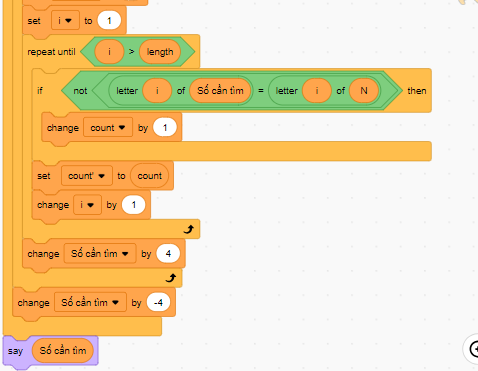 set i to 1
repeat until i > length
if not letter i of Số cần tìm = letter i of N then
change count by 1
set count' to count
change i by 1
change Số cần tìm by 4
change Số cần tìm by -4
say Số cần tìm